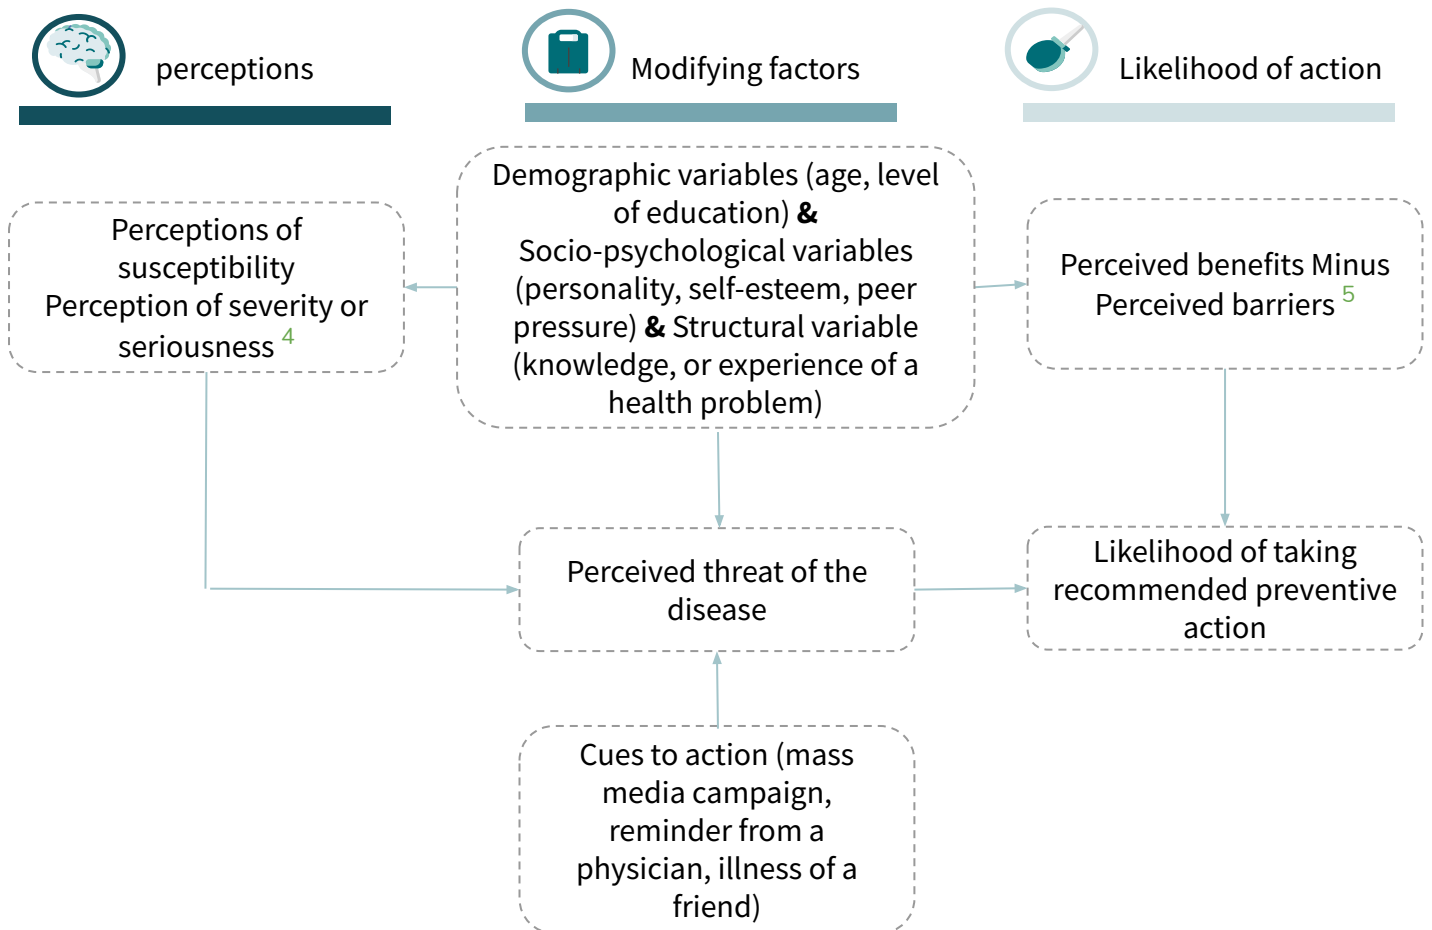 perceptions
Modifying factors
Likelihood of action
Perceptions of
susceptibility
Perception of severity or
seriousness 4
Demographic variables (age, level
of education) &
Socio-psychological variables
(personality, self-esteem, peer
pressure) & Structural variable
(knowledge, or experience of a
health problem)
Perceived benefits Minus
Perceived barriers 5
Perceived threat of the
disease
Likelihood of taking
recommended preventive
action
Cues to action (mass
media campaign,
reminder from a
physician, illness of a
friend)